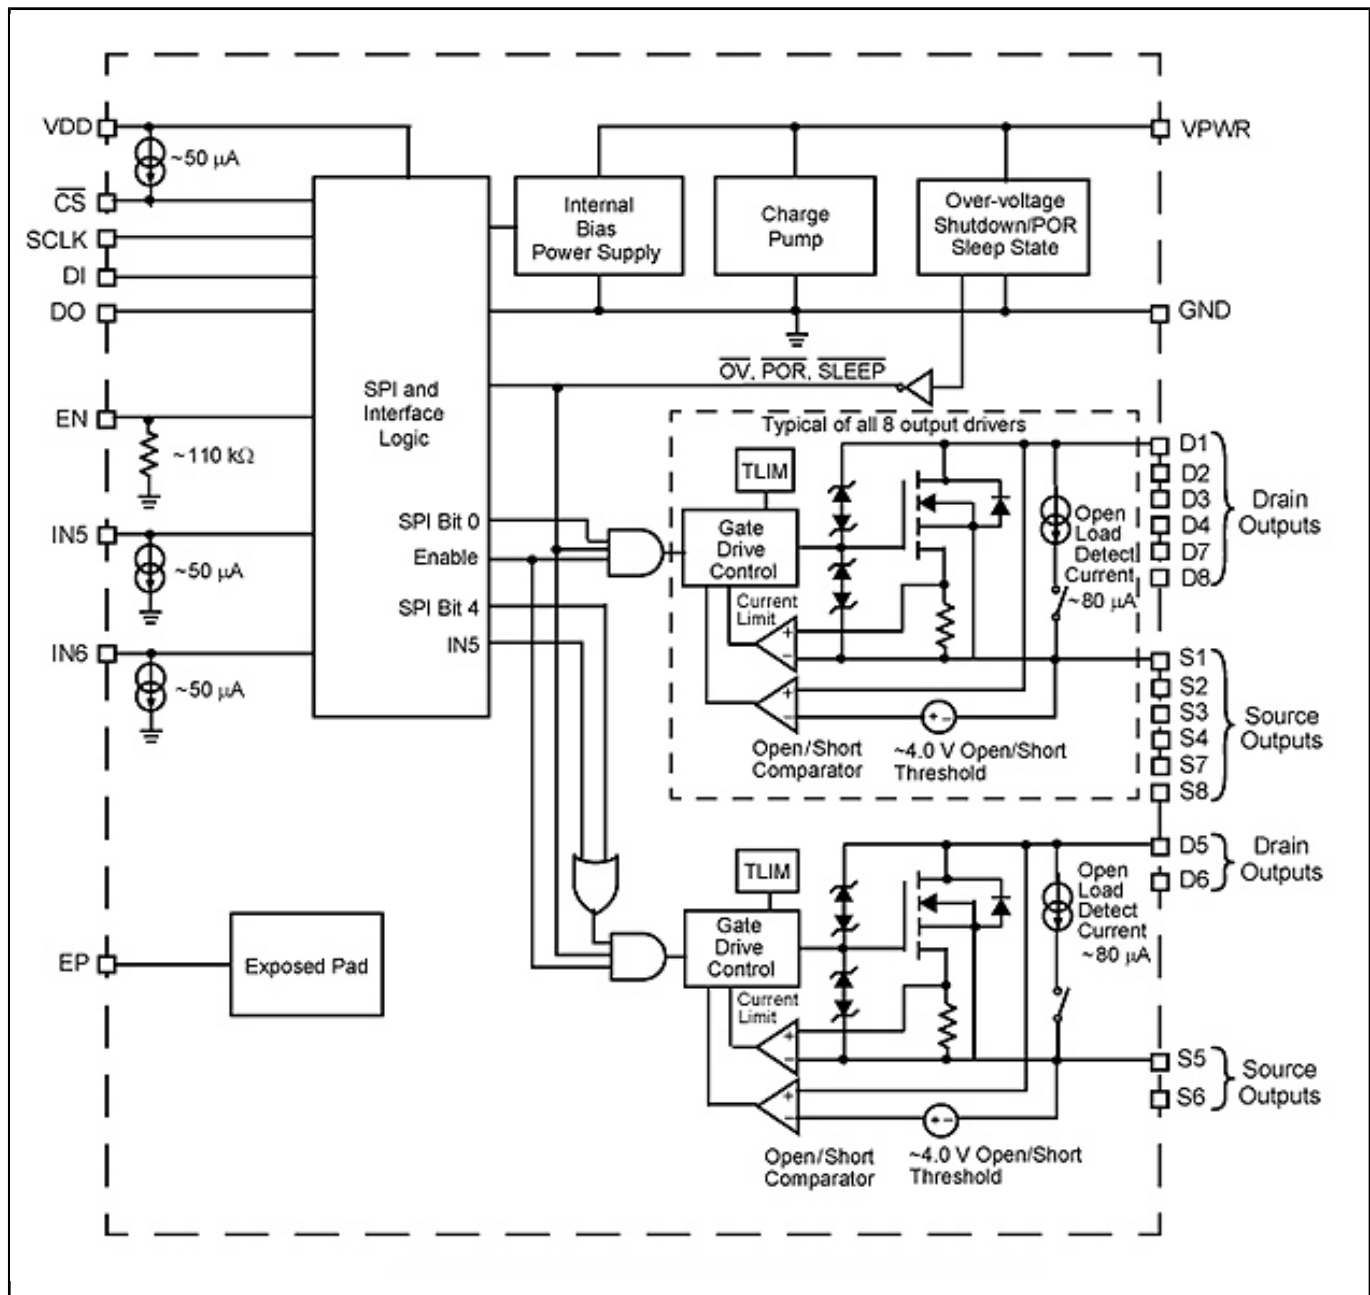 VDD
~50 μA
CS
SCLK
DI
DO
EN
~110 kΩ
IN5
~50 μA
IN6
~50 μA
EP
Exposed Pad
SPI and
Interface
Logic
SPI Bit 0
Enable
SPI Bit 4
IN5
Internal
Bias
Power Supply
Charge
Pump
Over-voltage
Shutdown/POR
Sleep State
VPWR
GND
OV, POR, SLEEP
Typical of all 8 output drivers
TLIM
Gate
Drive
Control
Current
Limit
+
-
+
-
Open/Short
Comparator
+ -
~4.0 V Open/Short
Threshold
Open
Load
Detect
Current
~80 μA
D1
D2
D3
D4
D7
D8
Drain
Outputs
S1
S2
S3
S4
S7
S8
Source
Outputs
TLIM
Gate
Drive
Control
Current
Limit
+
-
+
-
Open/Short
Comparator
+ -
~4.0 V Open/Short
Threshold
Open
Load
Detect
Current
~80 μA
D5
D6
Drain
Outputs
S5
S6
Source
Outputs